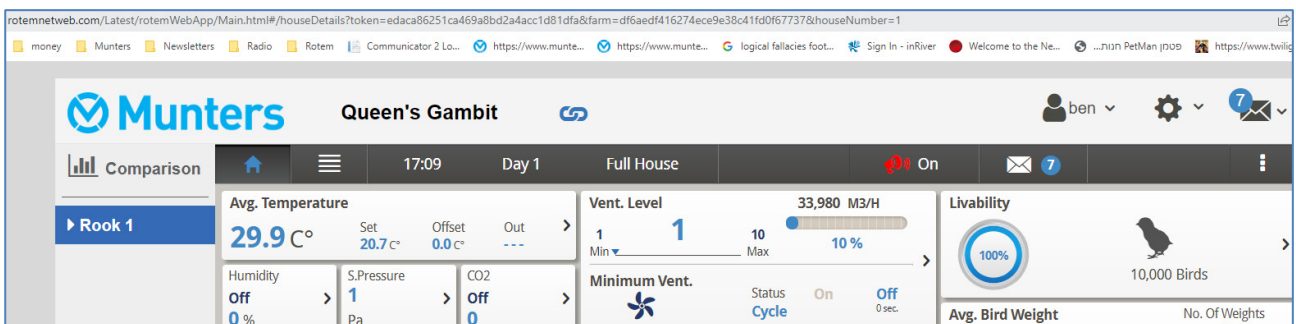 rotemnetweb.com/Latest/rotemWebApp/Main.html#/houseDetails?token=edaca86251ca469a8bd2a4acc1d81dfa&farm=df6aedf416274ece9e38c41fd0f67737&houseNumber=1
money Munters Newsletters Radio Rotem Communicator 2 Lo... https://www.munte... https://www.munte... logical fallacies foot... Sign In - inRiver Welcome to the Ne... פטמן PetMan חנות... https://www.twilig
Munters Queen's Gambit ben 7
Comparison 17:09 Day 1 Full House On 7
Rook 1
Avg. Temperature
29.9 C°
Set Offset Out
20.7 C° 0.0 C° ---
Humidity
Off
0 %
S.Pressure
1
Pa
CO2
Off
0
Vent. Level 33,980 M3/H
1 1 10 10 %
Min Max
Minimum Vent.
Status On Off
Cycle 0 sec.
Livability
100%
10,000 Birds
Avg. Bird Weight No. Of Weights